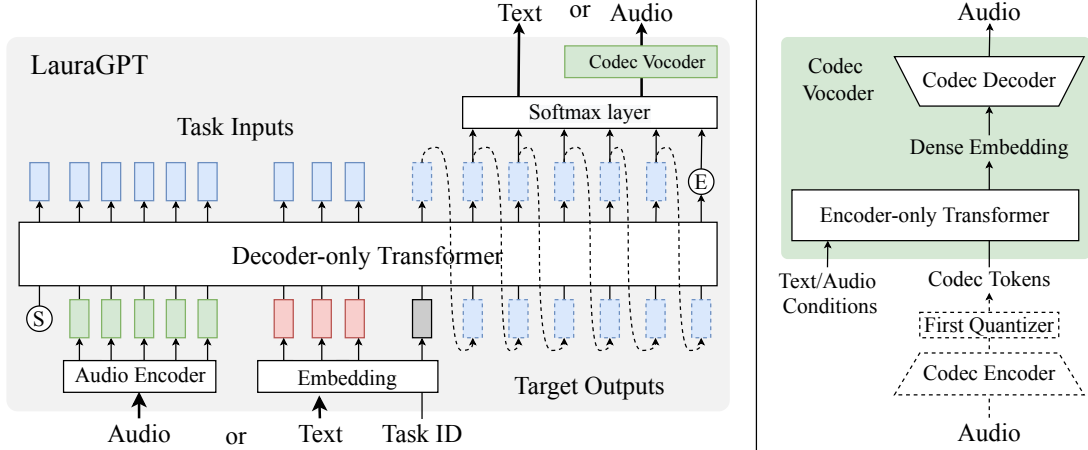 Text or Audio
LauraGPT
Codec Vocoder
Softmax layer
Task Inputs
E
Decoder-only Transformer
S
Audio Encoder
Embedding
Target Outputs
Audio or Text Task ID
Audio
Codec
Vocoder
Codec Decoder
Dense Embedding
Encoder-only Transformer
Text/Audio
Conditions
Codec Tokens
First Quantizer
Codec Encoder
Audio